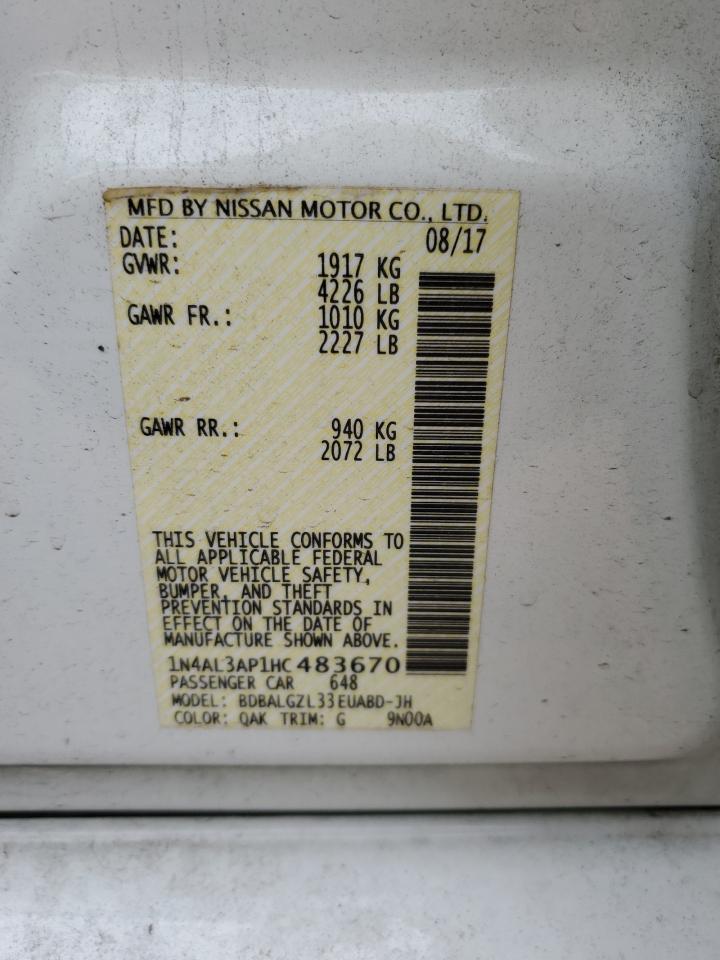 MFD BY NISSAN MOTOR CO., LTD.
DATE: 08/17
GVWR: 1917 KG
4226 LB
GAWR FR.: 1010 KG
2227 LB
GAWR RR.: 940 KG
2072 LB
THIS VEHICLE CONFORMS TO
ALL APPLICABLE FEDERAL
MOTOR VEHICLE SAFETY,
BUMPER, AND THEFT
PREVENTION STANDARDS IN
EFFECT ON THE DATE OF
MANUFACTURE SHOWN ABOVE.
1N4AL3AP1HC483670
PASSENGER CAR 648
MODEL: BDBALGZL33EUABD-JH
COLOR: QAK TRIM: G 9N00A